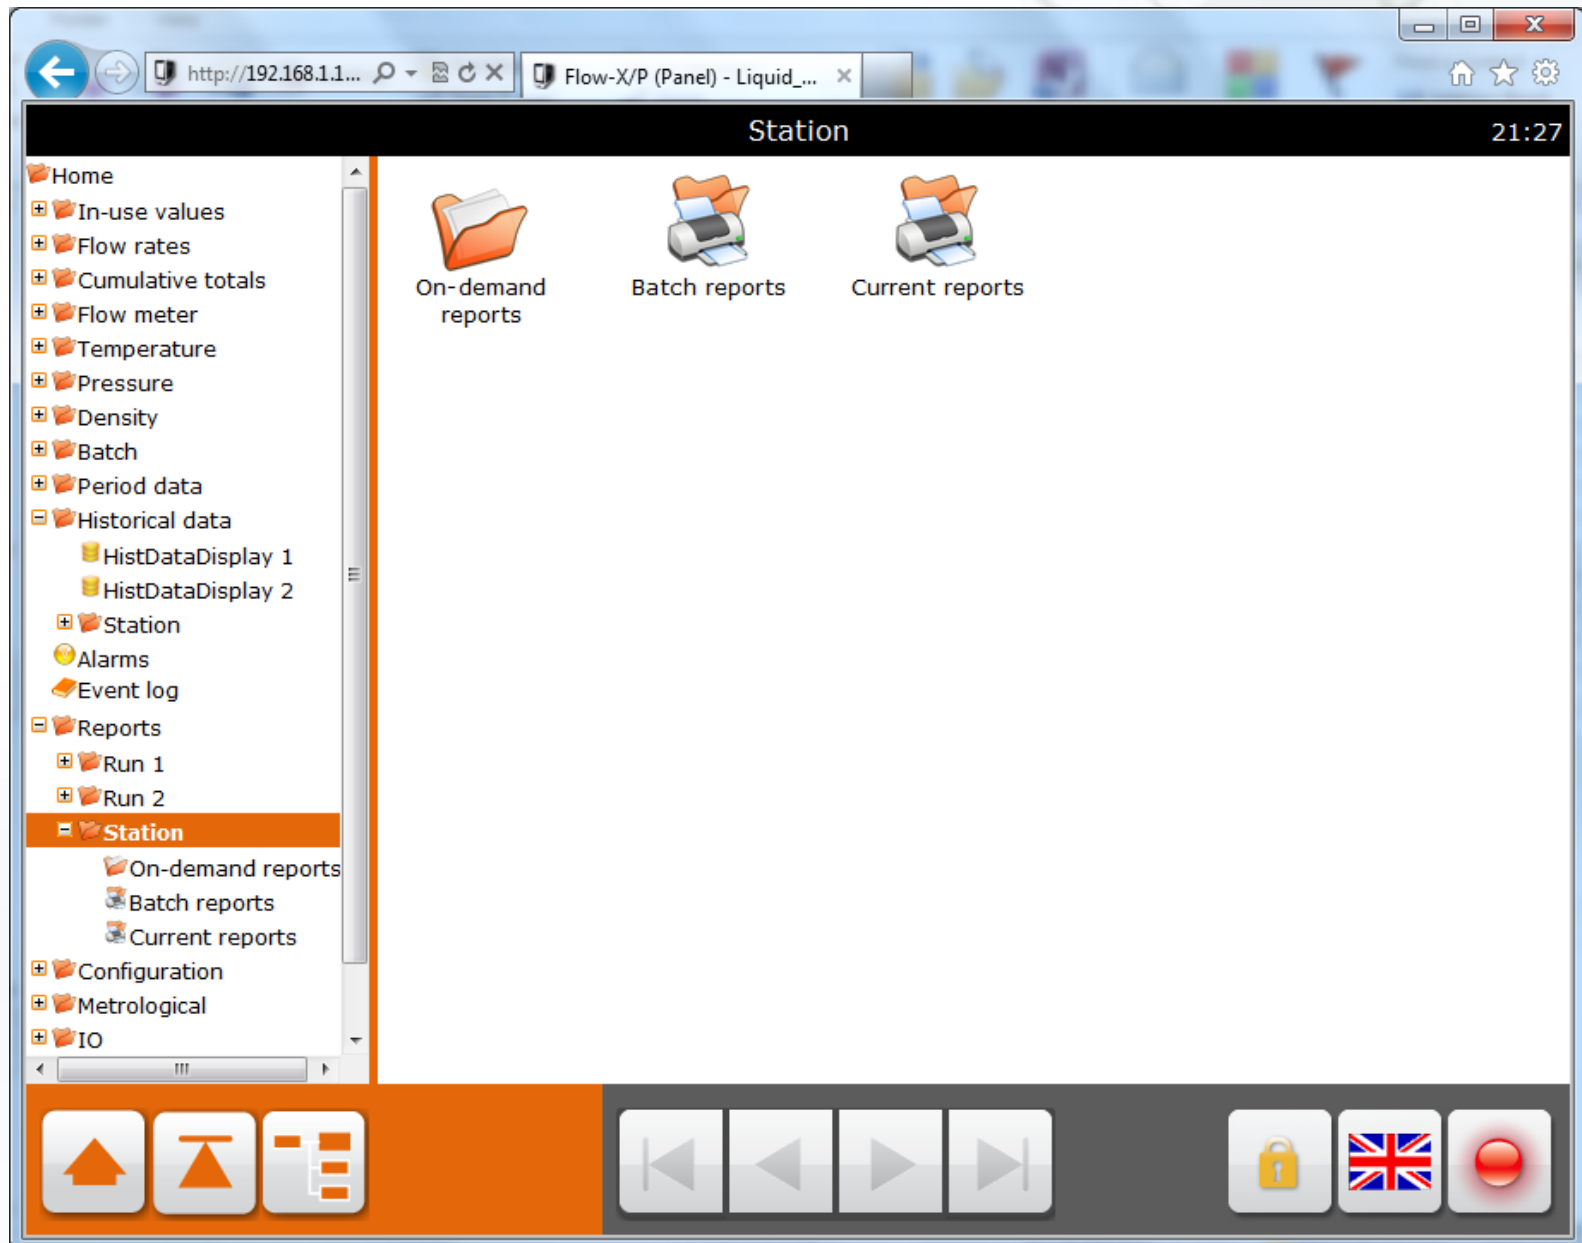 http://192.168.1.1...
Flow-X/P (Panel) - Liquid_...
Station
21:27
Home
In-use values
Flow rates
Cumulative totals
Flow meter
Temperature
Pressure
Density
Batch
Period data
Historical data
HistDataDisplay 1
HistDataDisplay 2
Station
Alarms
Event log
Reports
Run 1
Run 2
Station
On-demand reports
Batch reports
Current reports
Configuration
Metrological
IO
On-demand
reports
Batch reports
Current reports